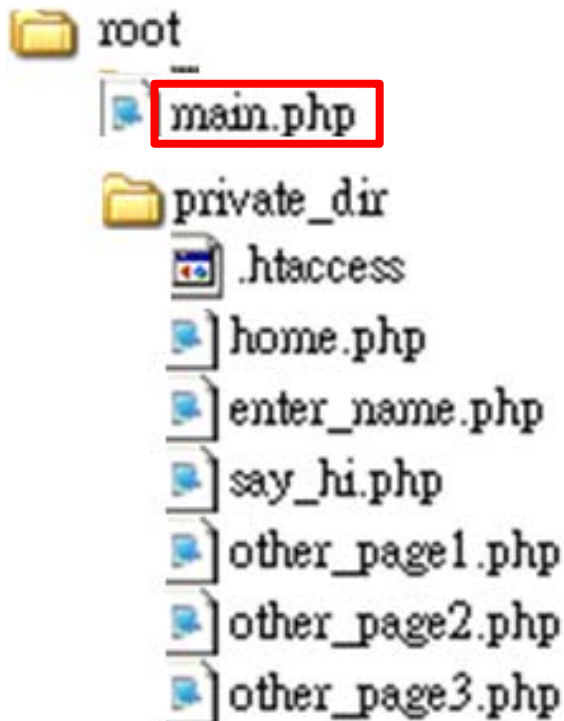 root
main.php
private_dir
.htaccess
home.php
enter_name.php
say_hi.php
other_page1.php
other_page2.php
other_page3.php